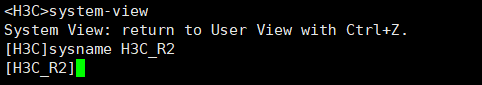 <H3C>system-view
System View: return to User View with Ctrl+Z.
[H3C]sysname H3C_R2
[H3C_R2]